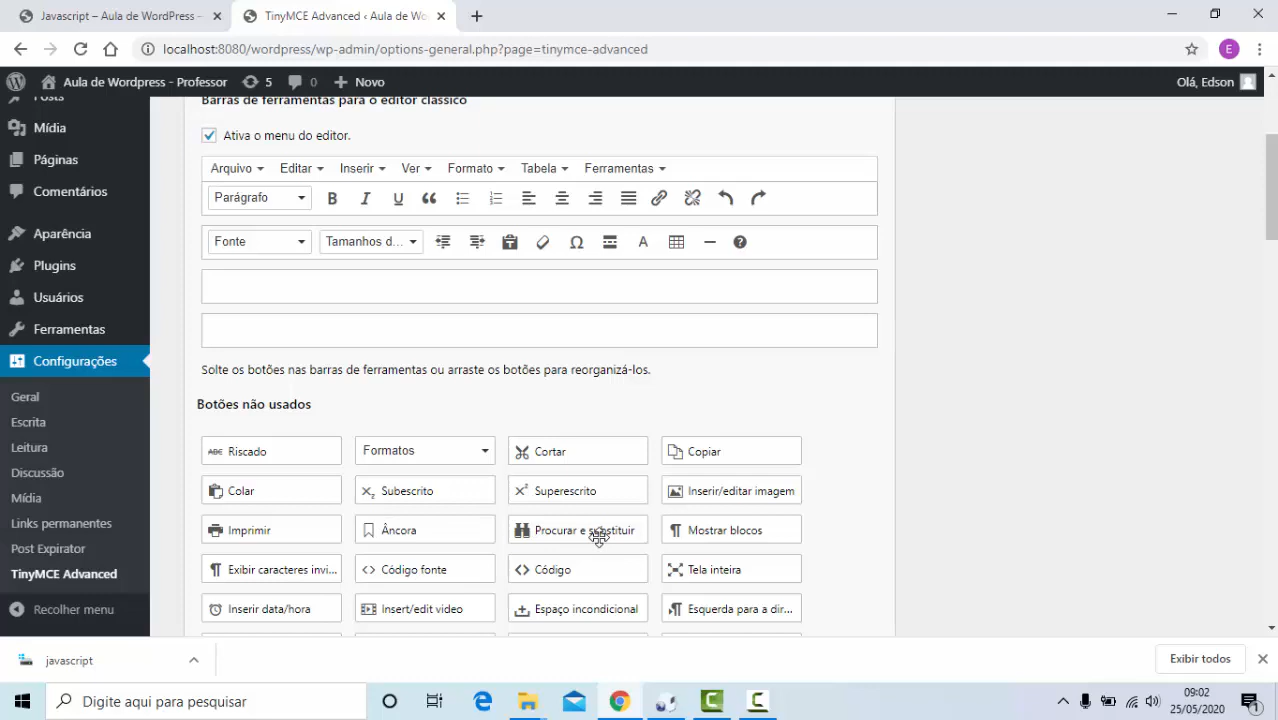 Javascript – Aula de WordPress –
TinyMCE Advanced ‹ Aula de Wo
localhost:8080/wordpress/wp-admin/options-general.php?page=tinymce-advanced
E
Aula de Wordpress - Professor 5 0 Novo
Olá, Edson
Posts
Mídia
Páginas
Comentários
Aparência
Plugins
Usuários
Ferramentas
Configurações
Geral
Escrita
Leitura
Discussão
Mídia
Links permanentes
Post Expirator
TinyMCE Advanced
Recolher menu
Barras de ferramentas para o editor clássico
Ativa o menu do editor.
Arquivo Editar Inserir Ver Formato Tabela Ferramentas
Parágrafo B I U
Fonte Tamanhos d... Ω A
Solte os botões nas barras de ferramentas ou arraste os botões para reorganizá-los.
Botões não usados
ABC Riscado Formatos Cortar Copiar
Colar Subescrito Superescrito Inserir/editar imagem
Imprimir Âncora Procurar e substituir Mostrar blocos
Exibir caracteres invi... Código fonte Código Tela inteira
Inserir data/hora Insert/edit video Espaço incondicional Esquerda para a dir...
javascript
Exibir todos
Digite aqui para pesquisar
09:02
25/05/2020
1